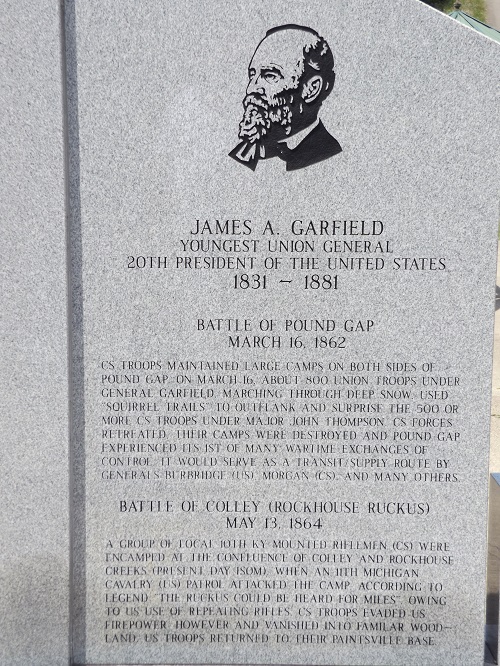 JAMES A. GARFIELD
YOUNGEST UNION GENERAL
20TH PRESIDENT OF THE UNITED STATES
1831 ~ 1881
BATTLE OF POUND GAP
MARCH 16, 1862
CS TROOPS MAINTAINED LARGE CAMPS ON BOTH SIDES OF
POUND GAP. ON MARCH 16, ABOUT 800 UNION TROOPS UNDER
GENERAL GARFIELD, MARCHING THROUGH DEEP SNOW, USED
"SQUIRREL TRAILS" TO OUTFLANK AND SURPRISE THE 500 OR
MORE CS TROOPS UNDER MAJOR JOHN THOMPSON. CS FORCES
RETREATED, THEIR CAMPS WERE DESTROYED AND POUND GAP
EXPERIENCED ITS 1ST OF MANY WARTIME EXCHANGES OF
CONTROL. IT WOULD SERVE AS A TRANSIT/SUPPLY ROUTE BY
GENERALS BURBRIDGE (US), MORGAN (CS), AND MANY OTHERS.
BATTLE OF COLLEY (ROCKHOUSE RUCKUS)
MAY 13, 1864
A GROUP OF LOCAL 10TH KY MOUNTED RIFLEMEN (CS) WERE
ENCAMPED AT THE CONFLUENCE OF COLLEY AND ROCKHOUSE
CREEKS (PRESENT DAY ISOM), WHEN AN 11TH MICHIGAN
CAVALRY (US) PATROL ATTACKED THE CAMP. ACCORDING TO
LEGEND, "THE RUCKUS COULD BE HEARD FOR MILES". OWING
TO US USE OF REPEATING RIFLES, CS TROOPS EVADED US
FIREPOWER, HOWEVER AND VANISHED INTO FAMILAR WOOD-
LAND. US TROOPS RETURNED TO THEIR PAINTSVILLE BASE.